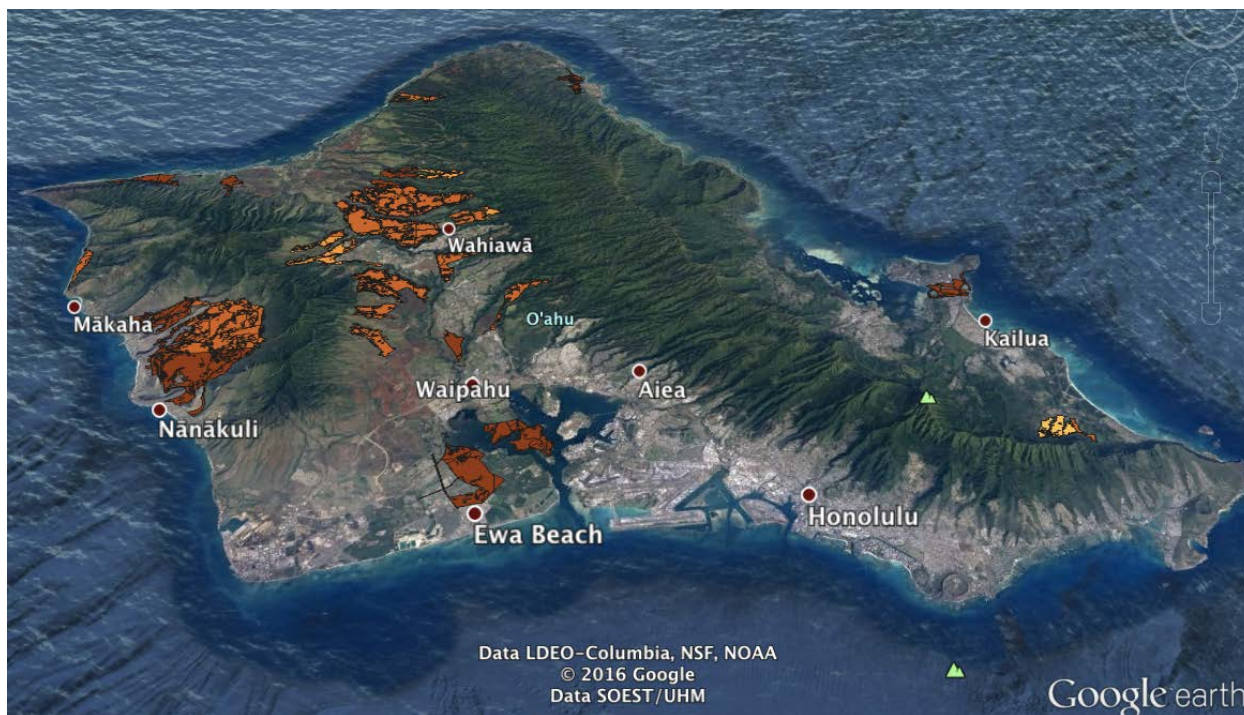 Wahiawā
O'ahu
Mākaha
Kailua
Waipahu
Aiea
Nānākuli
Honolulu
Ewa Beach
Data LDEO-Columbia, NSF, NOAA
© 2016 Google
Data SOEST/UHM
Google earth